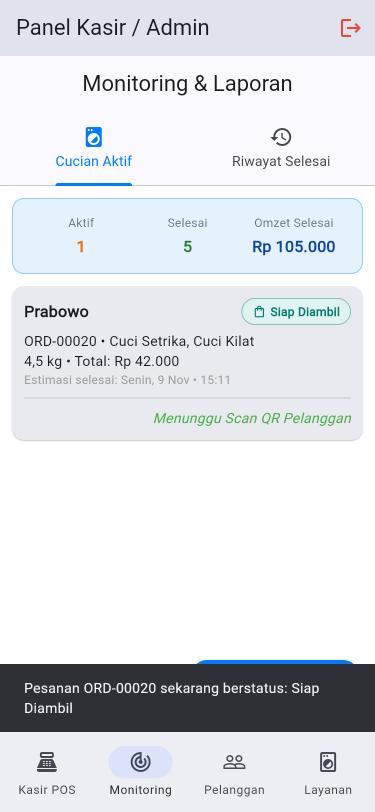 Panel Kasir / Admin
Monitoring & Laporan
Cucian Aktif
Riwayat Selesai
Aktif
Selesai
Omzet Selesai
1
5
Rp 105.000
Prabowo
Siap Diambil
ORD-00020 • Cuci Setrika, Cuci Kilat
4,5 kg • Total: Rp 42.000
Estimasi selesai: Senin, 9 Nov • 15:11
Menunggu Scan QR Pelanggan
Pesanan ORD-00020 sekarang berstatus: Siap
Diambil
Kasir POS
Monitoring
Pelanggan
Layanan